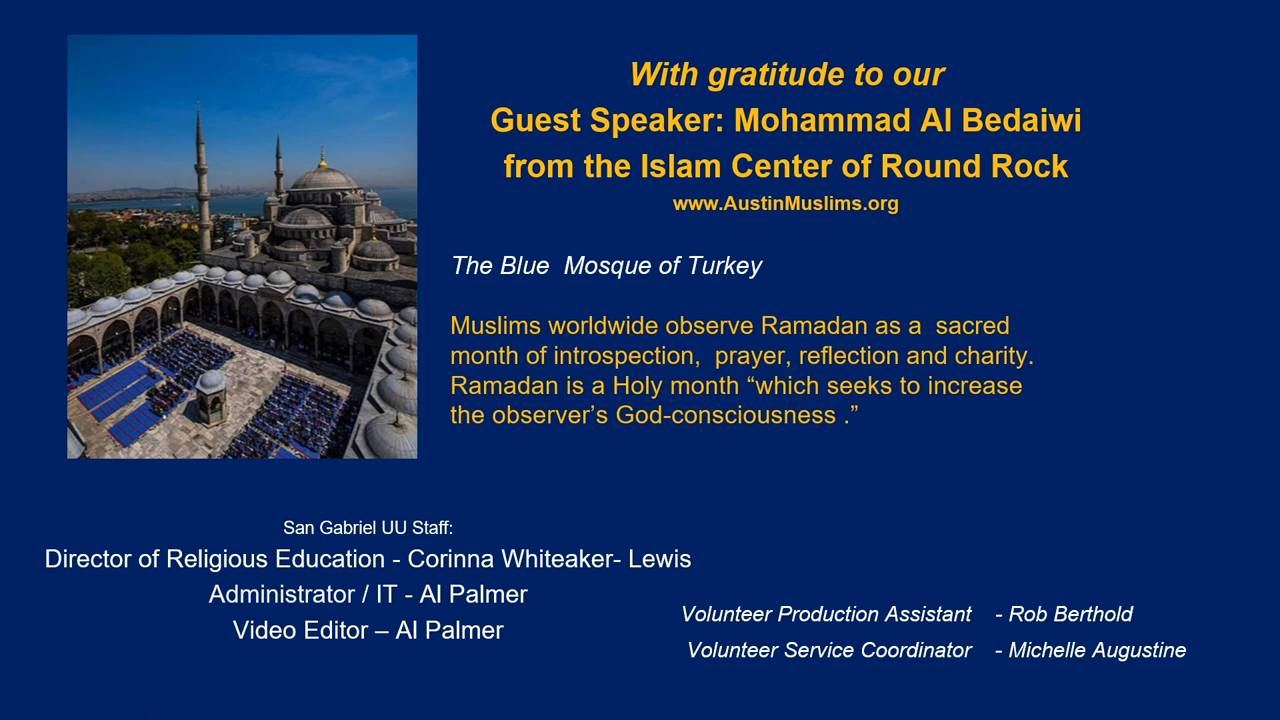 With gratitude to our
Guest Speaker: Mohammad Al Bedaiwi
from the Islam Center of Round Rock
www.AustinMuslims.org
The Blue  Mosque of Turkey
Muslims worldwide observe Ramadan as a  sacred
month of introspection,  prayer, reflection and charity.
Ramadan is a Holy month “which seeks to increase
the observer’s God-consciousness .”
San Gabriel UU Staff:
Director of Religious Education - Corinna Whiteaker- Lewis
Administrator / IT - Al Palmer
Video Editor – Al Palmer
Volunteer Production Assistant    - Rob Berthold
Volunteer Service Coordinator    - Michelle Augustine